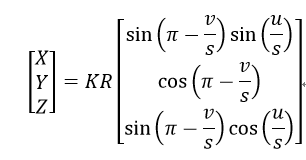 [X Y Z] = KR [sin(π − v/s) sin(u/s)
cos(π − v/s)
sin(π − v/s) cos(u/s)]